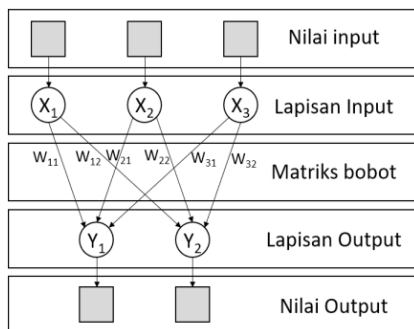 Nilai input
X1 X2 X3 Lapisan Input
W11 W12 W21 W22 W31 W32 Matriks bobot
Y1 Y2 Lapisan Output
Nilai Output